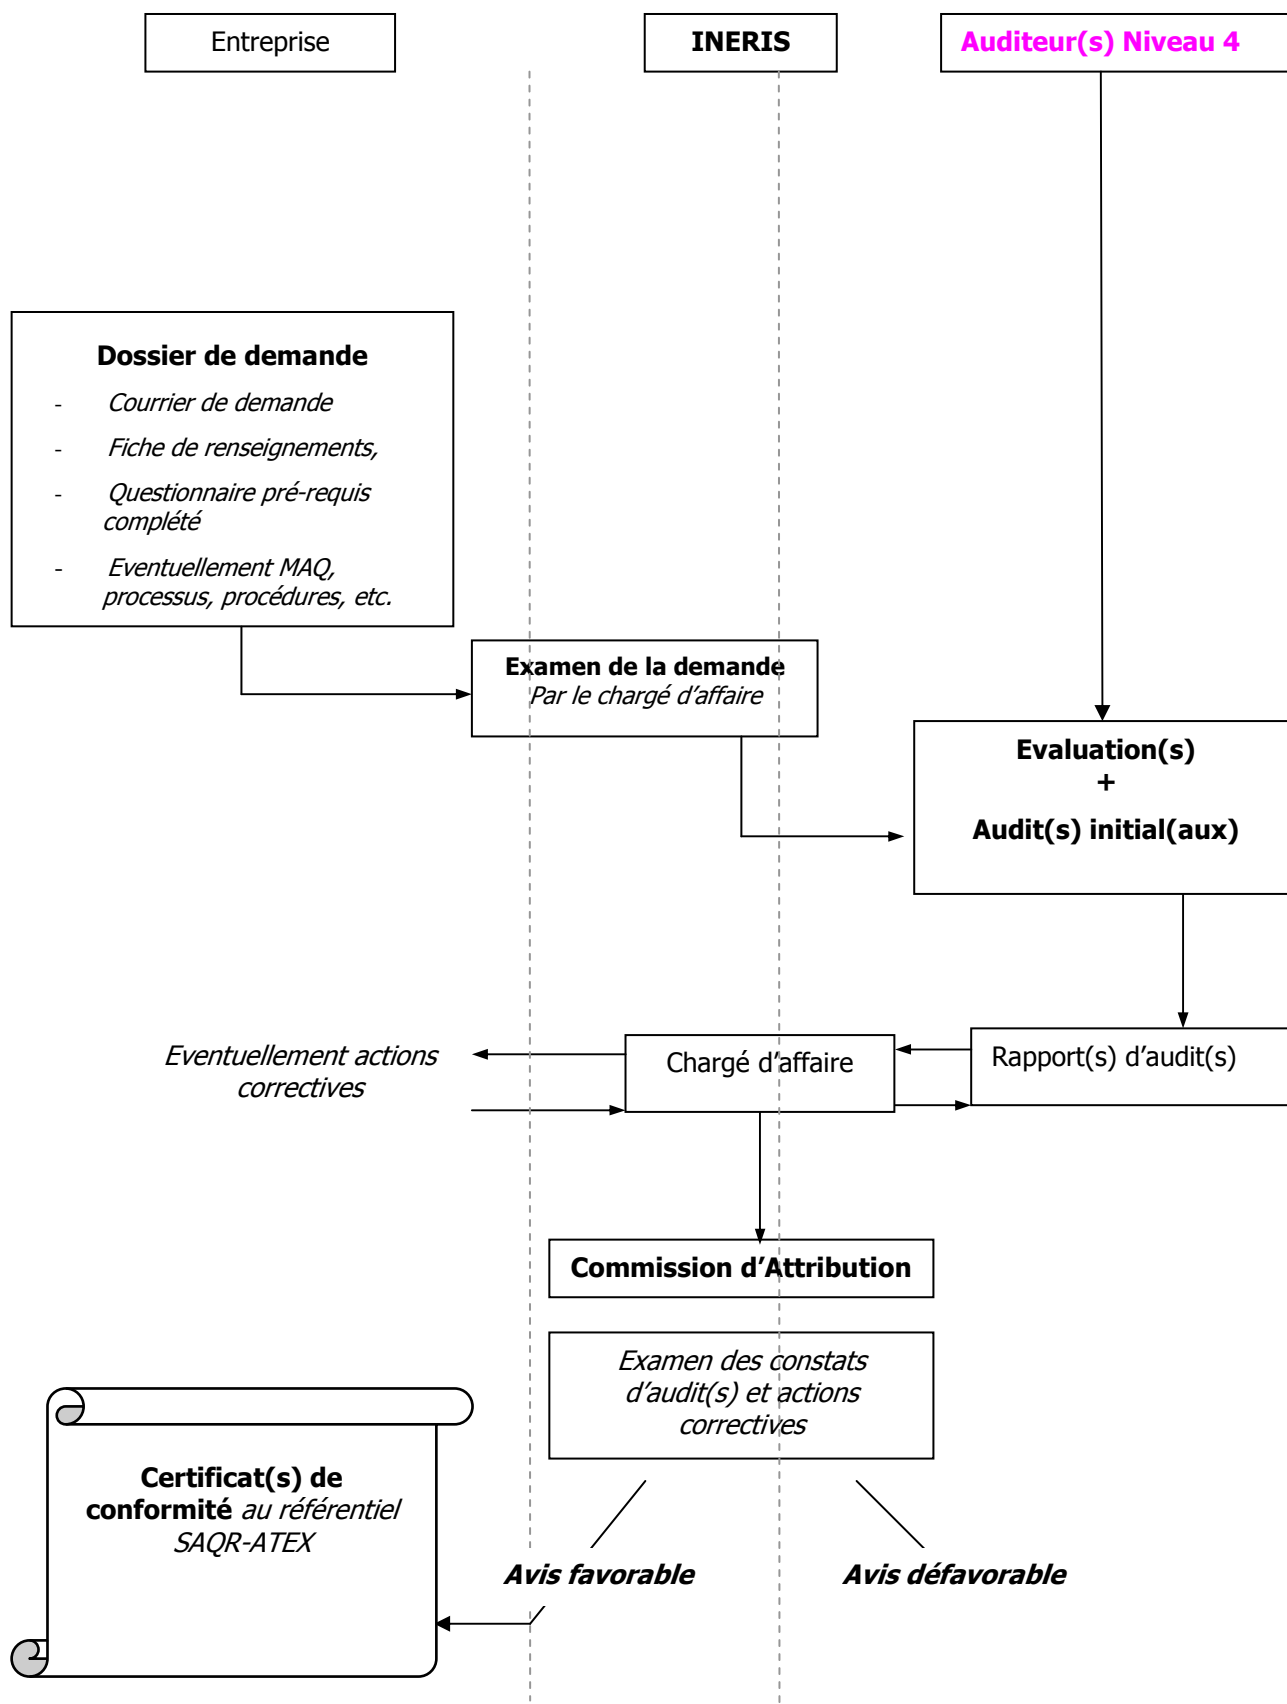 Entreprise
INERIS
Auditeur(s) Niveau 4
Dossier de demande
- Courrier de demande
- Fiche de renseignements,
- Questionnaire pré-requis
complété
- Eventuellement MAQ,
processus, procédures, etc.
Examen de la demande
Par le chargé d’affaire
Evaluation(s)
+
Audit(s) initial(aux)
Eventuellement actions
correctives
Chargé d’affaire
Rapport(s) d’audit(s)
Commission d’Attribution
Examen des constats
d’audit(s) et actions
correctives
Certificat(s) de
conformité au référentiel
SAQR-ATEX
Avis favorable
Avis défavorable